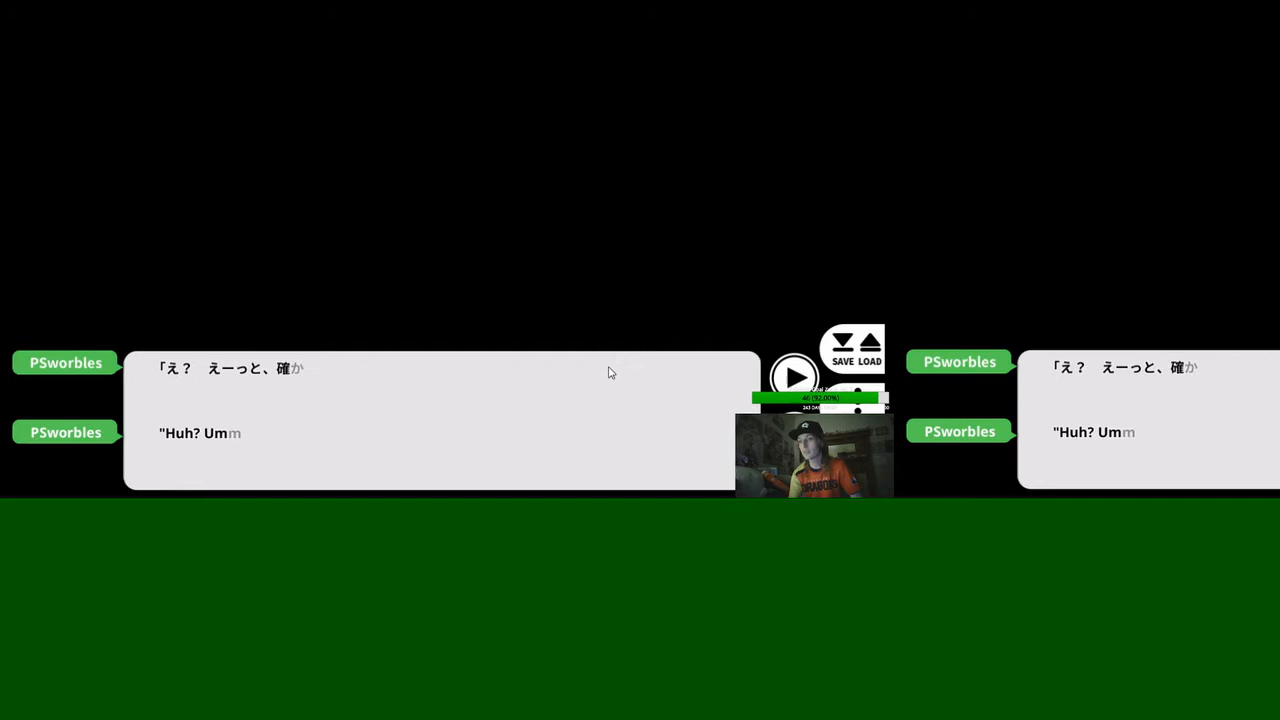 SAVE LOAD
PSworbles
「え？　えーっと、確か
46 (92.00%)
PSworbles
"Huh? Umm
DRAGONS
PSworbles
「え？　えーっと、確か
PSworbles
"Huh? Umm